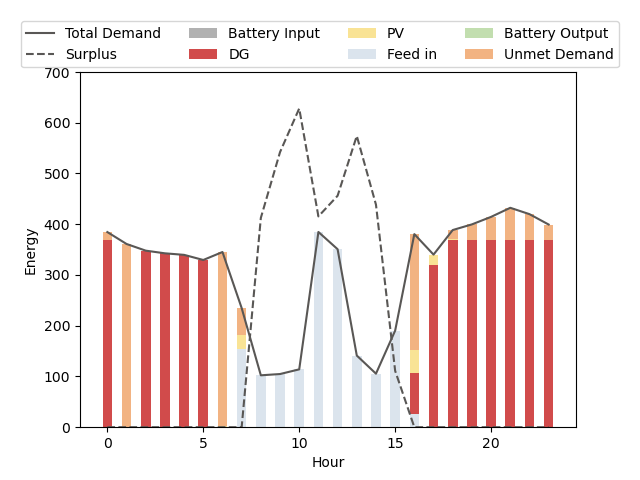 Total Demand Battery Input PV Battery Output
Surplus DG Feed in Unmet Demand
700
600
500
400
300
200
100
0
Energy
0 5 10 15 20
Hour